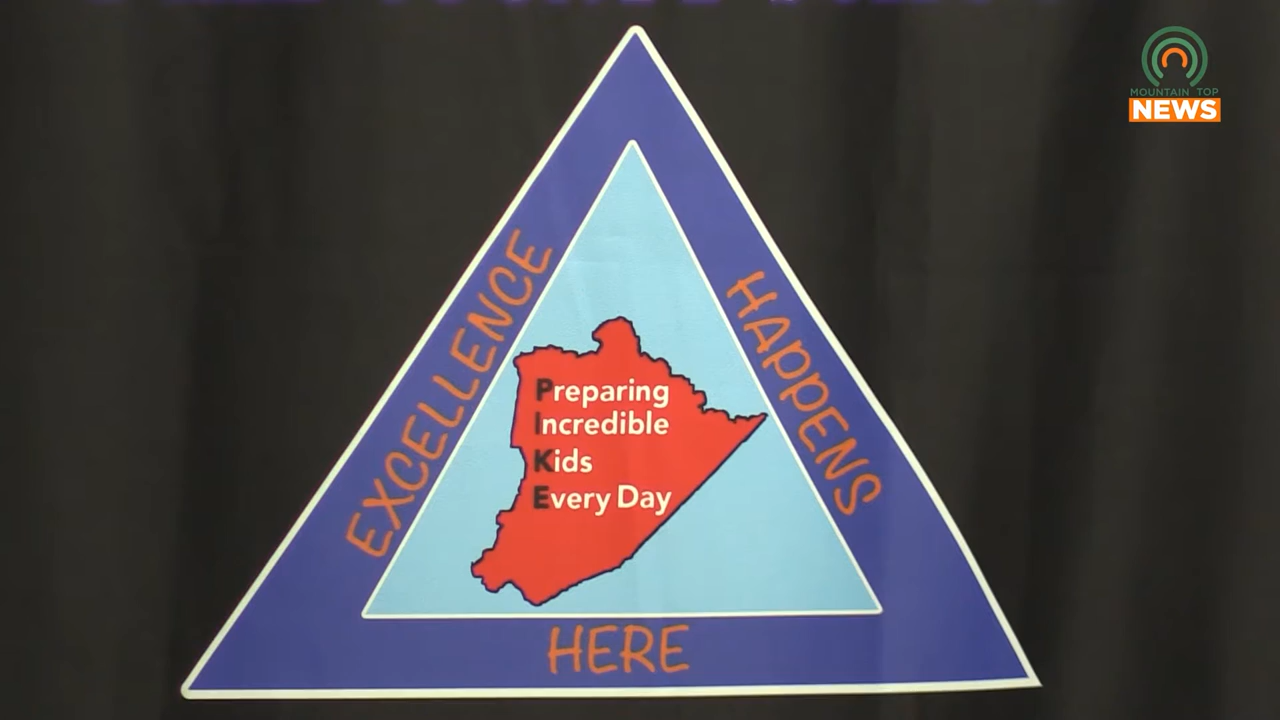 MOUNTAIN TOP
NEWS
EXCELLENCE
HAPPENS
HERE
Preparing
Incredible
Kids
Every Day